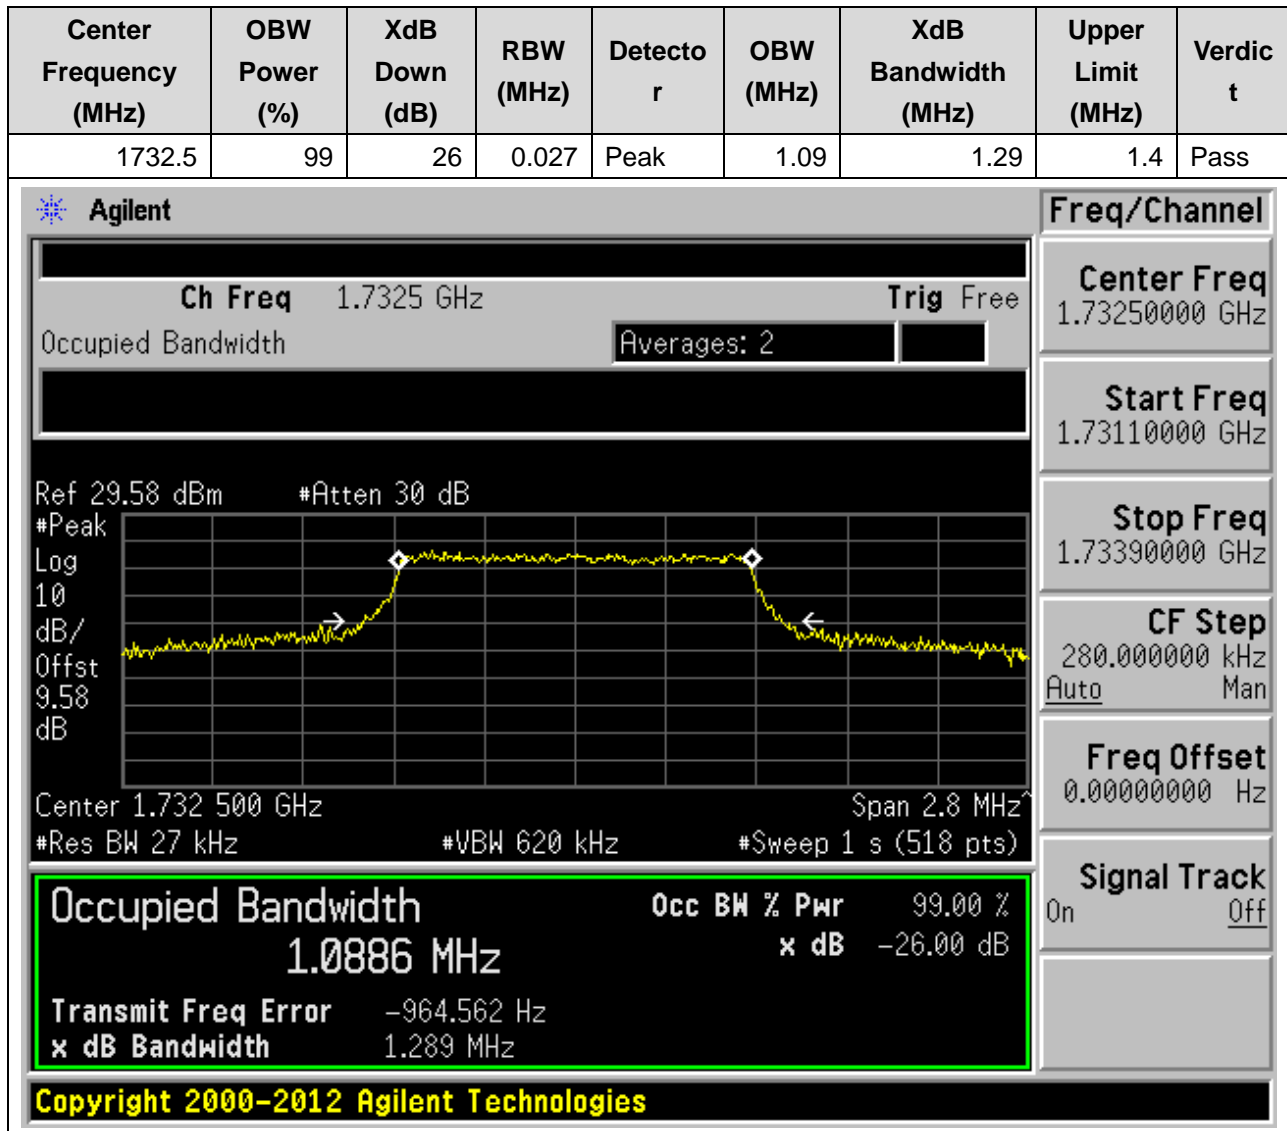 Center Frequency (MHz) OBW Power (%) XdB Down (dB) RBW (MHz) Detecto r OBW (MHz) XdB Bandwidth (MHz) Upper Limit (MHz) Verdic t
1732.5 99 26 0.027 Peak 1.09 1.29 1.4 Pass
Agilent
Freq/Channel
Ch Freq 1.7325 GHz Trig Free
Occupied Bandwidth Averages: 2
Center Freq
1.73250000 GHz
Start Freq
1.73110000 GHz
Stop Freq
1.73390000 GHz
CF Step
280.000000 kHz
Auto Man
Freq Offset
0.00000000 Hz
Signal Track
On Off
Ref 29.58 dBm #Atten 30 dB
#Peak
Log
10
dB/
Offst
9.58
dB
Center 1.732 500 GHz Span 2.8 MHz^
#Res BW 27 kHz #VBW 620 kHz #Sweep 1 s (518 pts)
Occupied Bandwidth Occ BW % Pwr 99.00 %
1.0886 MHz x dB -26.00 dB
Transmit Freq Error -964.562 Hz
x dB Bandwidth 1.289 MHz
Copyright 2000-2012 Agilent Technologies